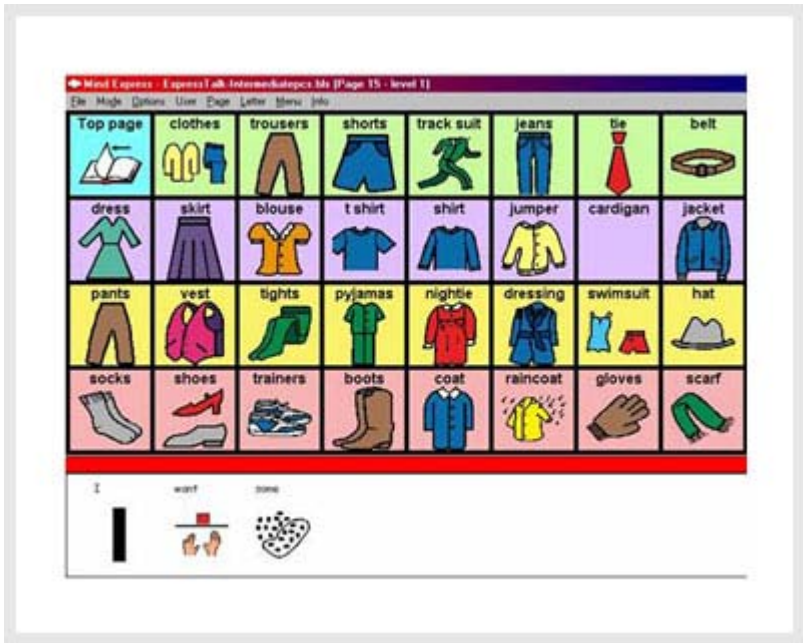 Mind Express - ExpressTalk-Intermediatepcs.bls (Page 15 - level 1)
File Mode Options User Page Letter Menu Info
Top page clothes trousers shorts track suit jeans tie belt
dress skirt blouse t shirt shirt jumper cardigan jacket
pants vest tights pyjamas nightie dressing swimsuit hat
socks shoes trainers boots coat raincoat gloves scarf
I want some